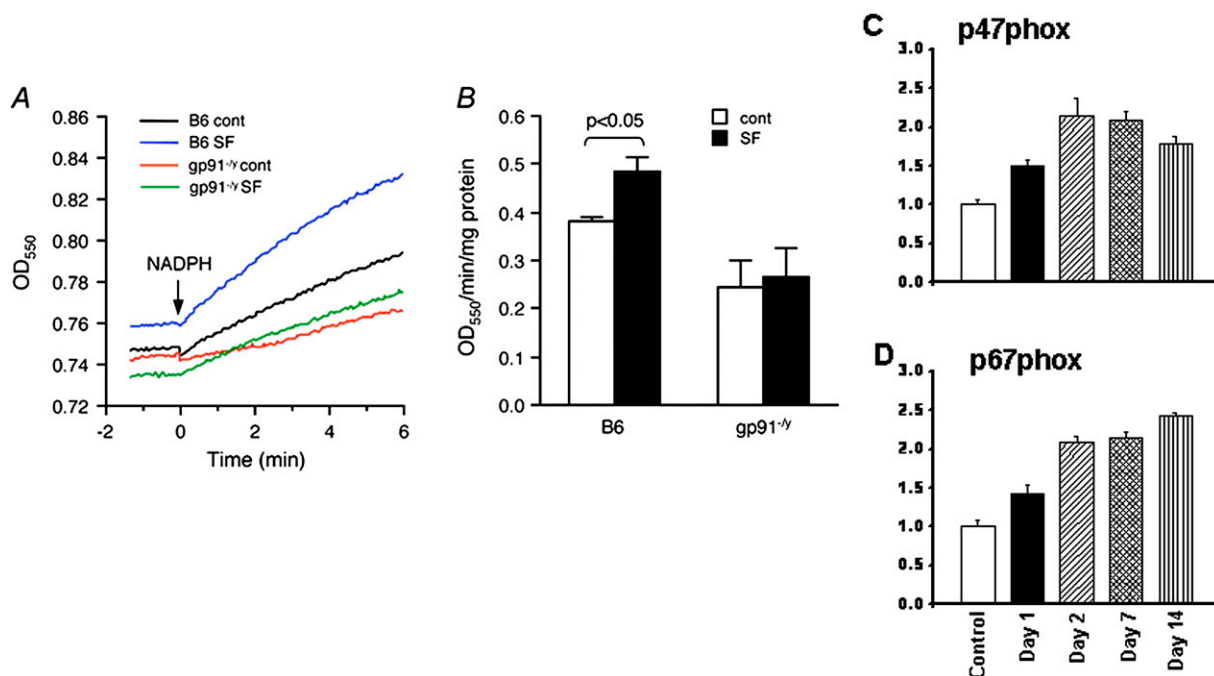 A
B6 cont
B6 SF
gp91-/y cont
gp91-/y SF
NADPH
OD550
0.86
0.84
0.82
0.80
0.78
0.76
0.74
0.72
-2
0
2
4
6
Time (min)
B
cont
SF
p<0.05
OD550/min/mg protein
0.6
0.5
0.4
0.3
0.2
0.1
0.0
B6
gp91-/y
C
p47phox
3.0
2.5
2.0
1.5
1.0
0.5
0.0
D
p67phox
3.0
2.5
2.0
1.5
1.0
0.5
0.0
Control
Day 1
Day 2
Day 7
Day 14